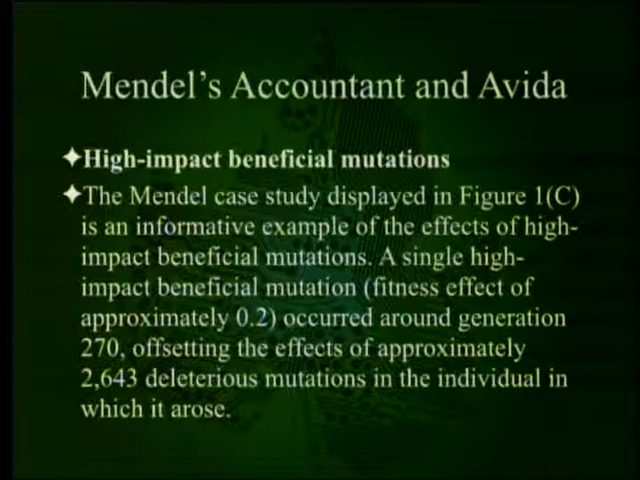 Mendel's Accountant and Avida
✦High-impact beneficial mutations
✦The Mendel case study displayed in Figure 1(C)
is an informative example of the effects of high-
impact beneficial mutations. A single high-
impact beneficial mutation (fitness effect of
approximately 0.2) occurred around generation
270, offsetting the effects of approximately
2,643 deleterious mutations in the individual in
which it arose.